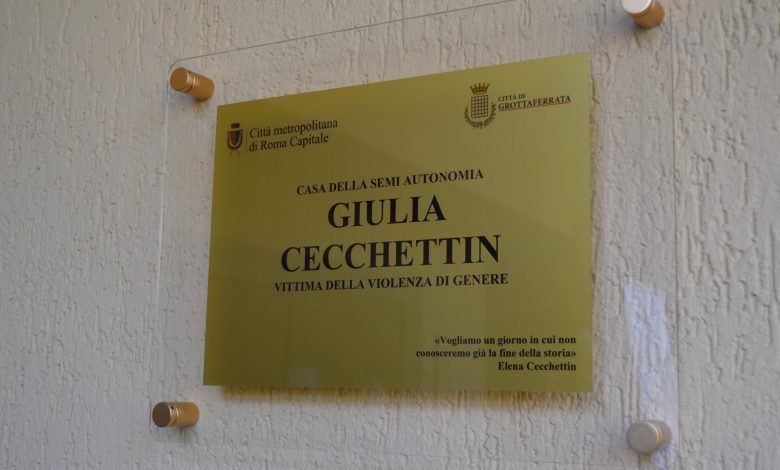 Città metropolitana
di Roma Capitale
CITTÀ DI
GROTTAFERRATA
CASA DELLA SEMI AUTONOMIA
GIULIA
CECCHETTIN
VITTIMA DELLA VIOLENZA DI GENERE
«Vogliamo un giorno in cui non
conosceremo già la fine della storia»
Elena Cecchettin